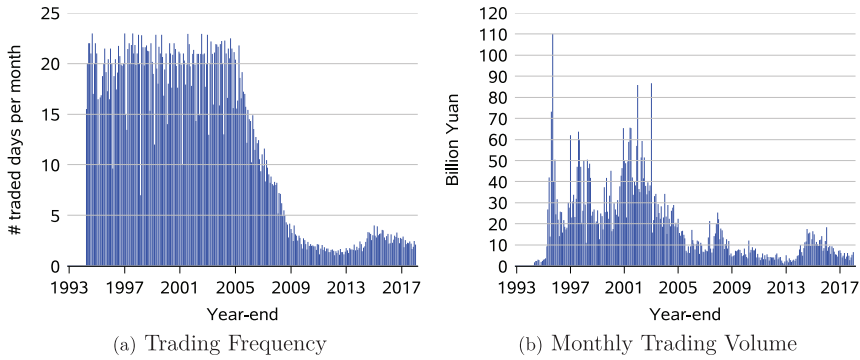 # traded days per month
25
20
15
10
5
0
1993 1997 2001 2005 2009 2013 2017
Year-end
(a) Trading Frequency
Billion Yuan
120
110
100
90
80
70
60
50
40
30
20
10
0
1993 1997 2001 2005 2009 2013 2017
Year-end
(b) Monthly Trading Volume